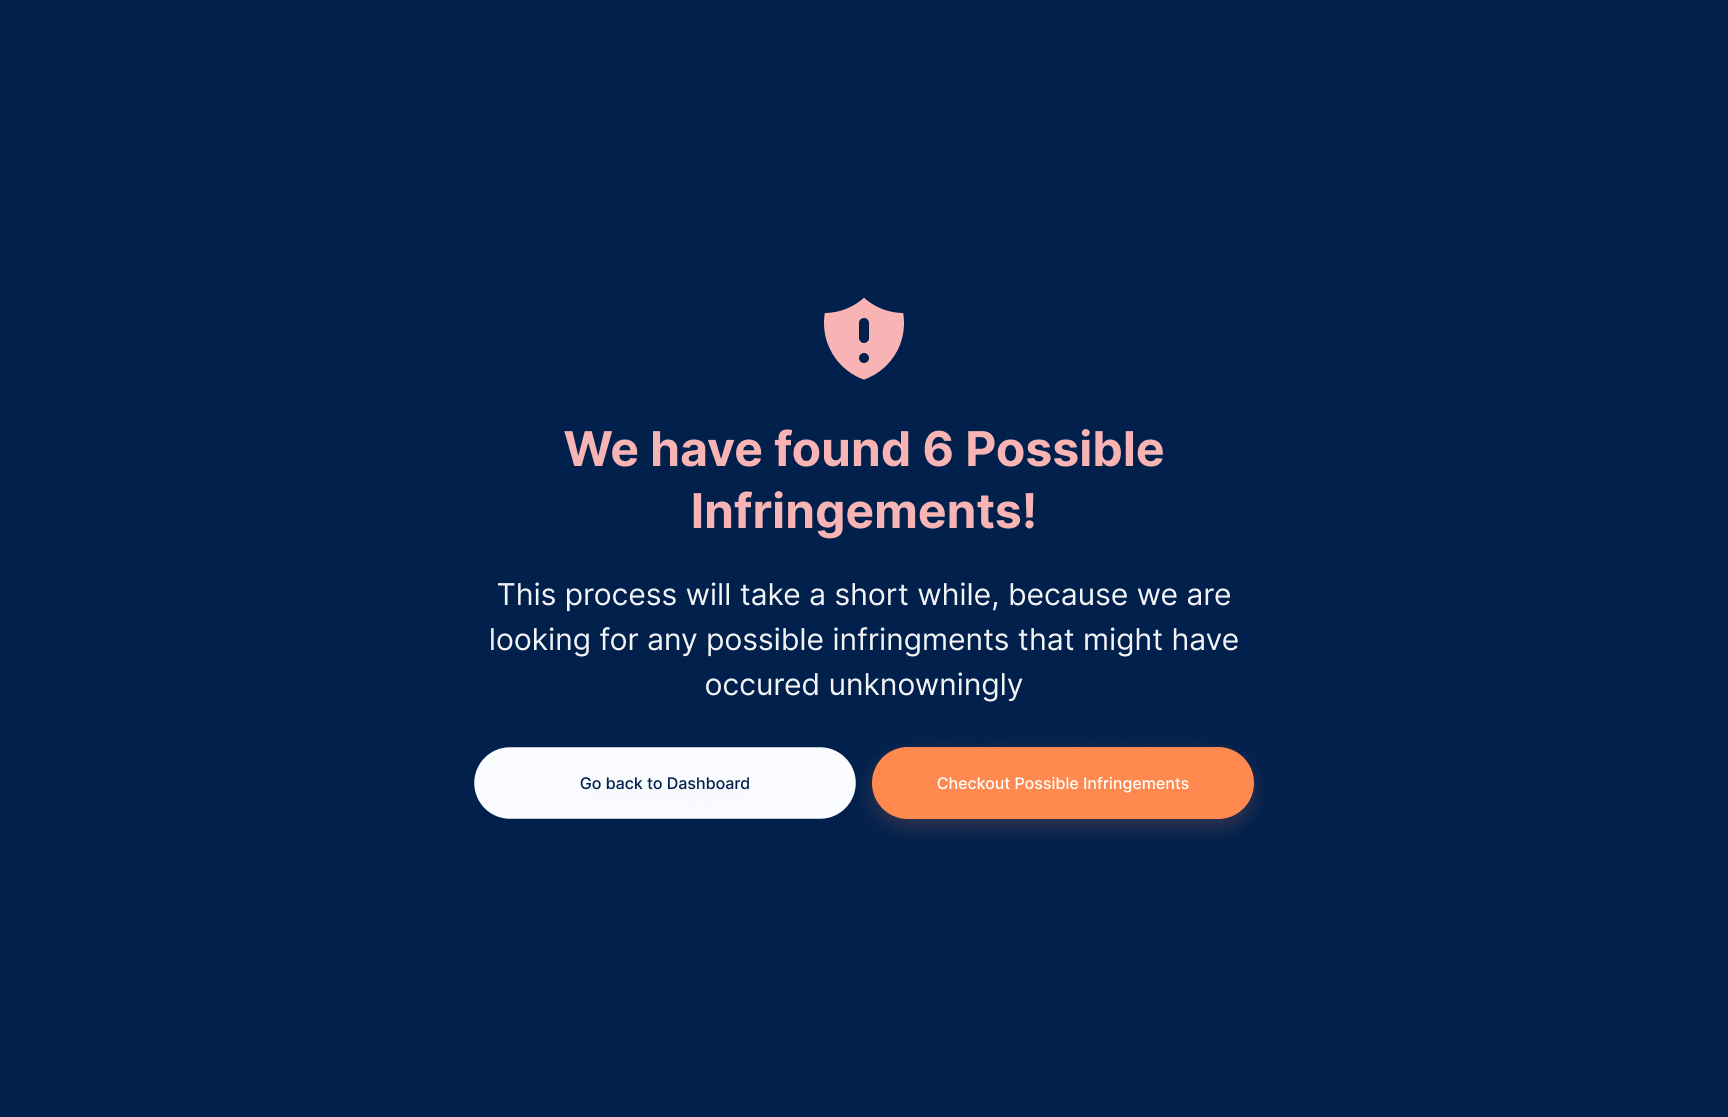 We have found 6 Possible
Infringements!
This process will take a short while, because we are
looking for any possible infringments that might have
occured unknowningly
Go back to Dashboard
Checkout Possible Infringements